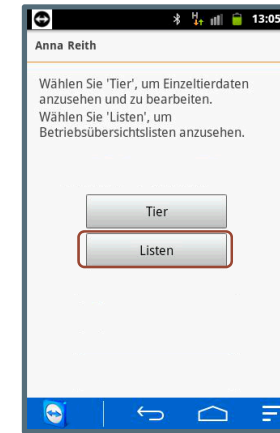 H
13:05
Anna Reith
Wählen Sie 'Tier', um Einzeltierdaten
anzusehen und zu bearbeiten.
Wählen Sie 'Listen', um
Betriebsübersichtslisten anzusehen.
Tier
Listen